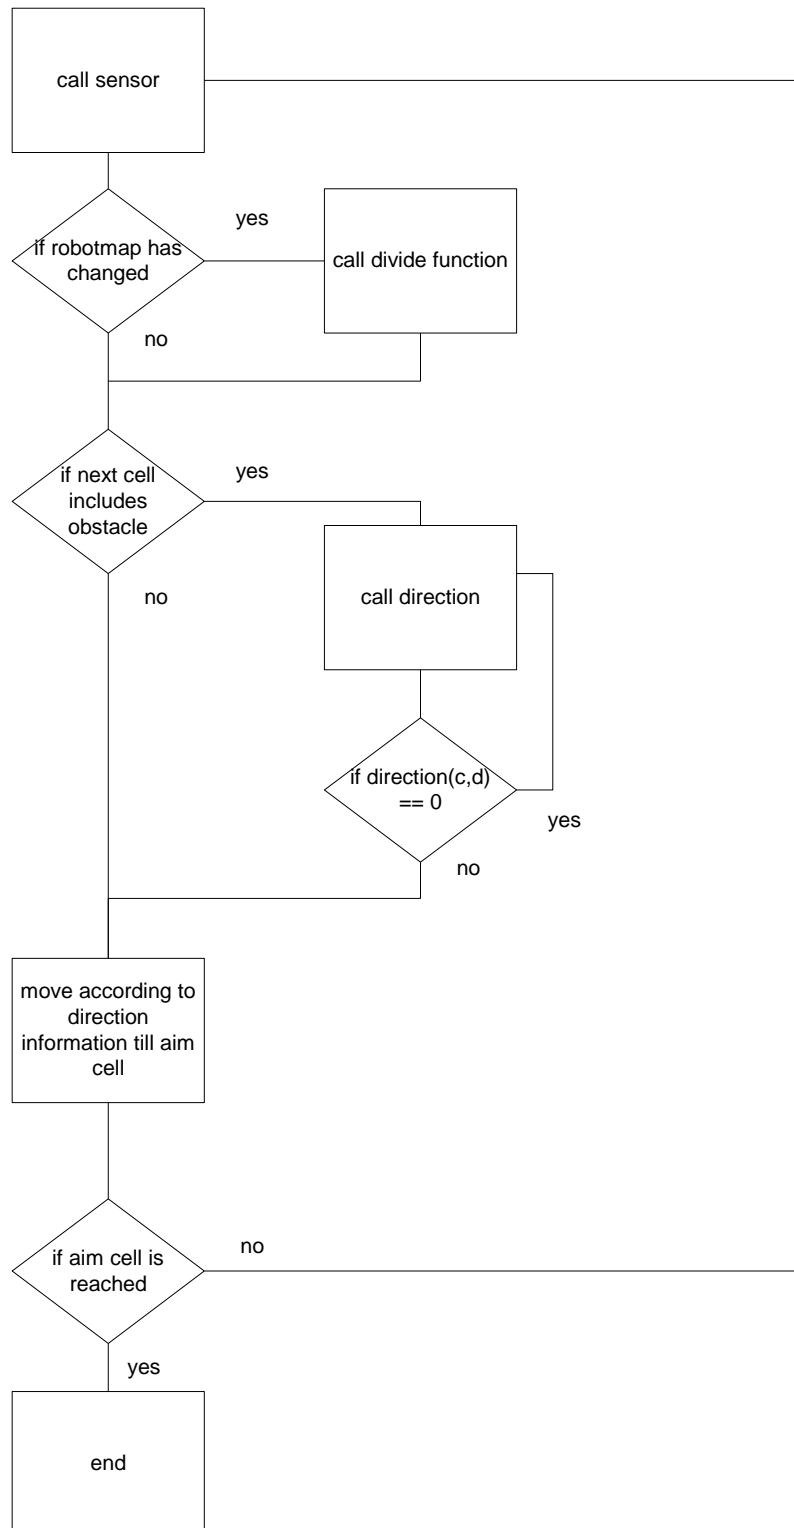 call sensor
yes
if robotmap has
changed
call divide function
no
if next cell
includes
obstacle
yes
call direction
no
if direction(c,d)
== 0
yes
no
move according to
direction
information till aim
cell
no
if aim cell is
reached
yes
end